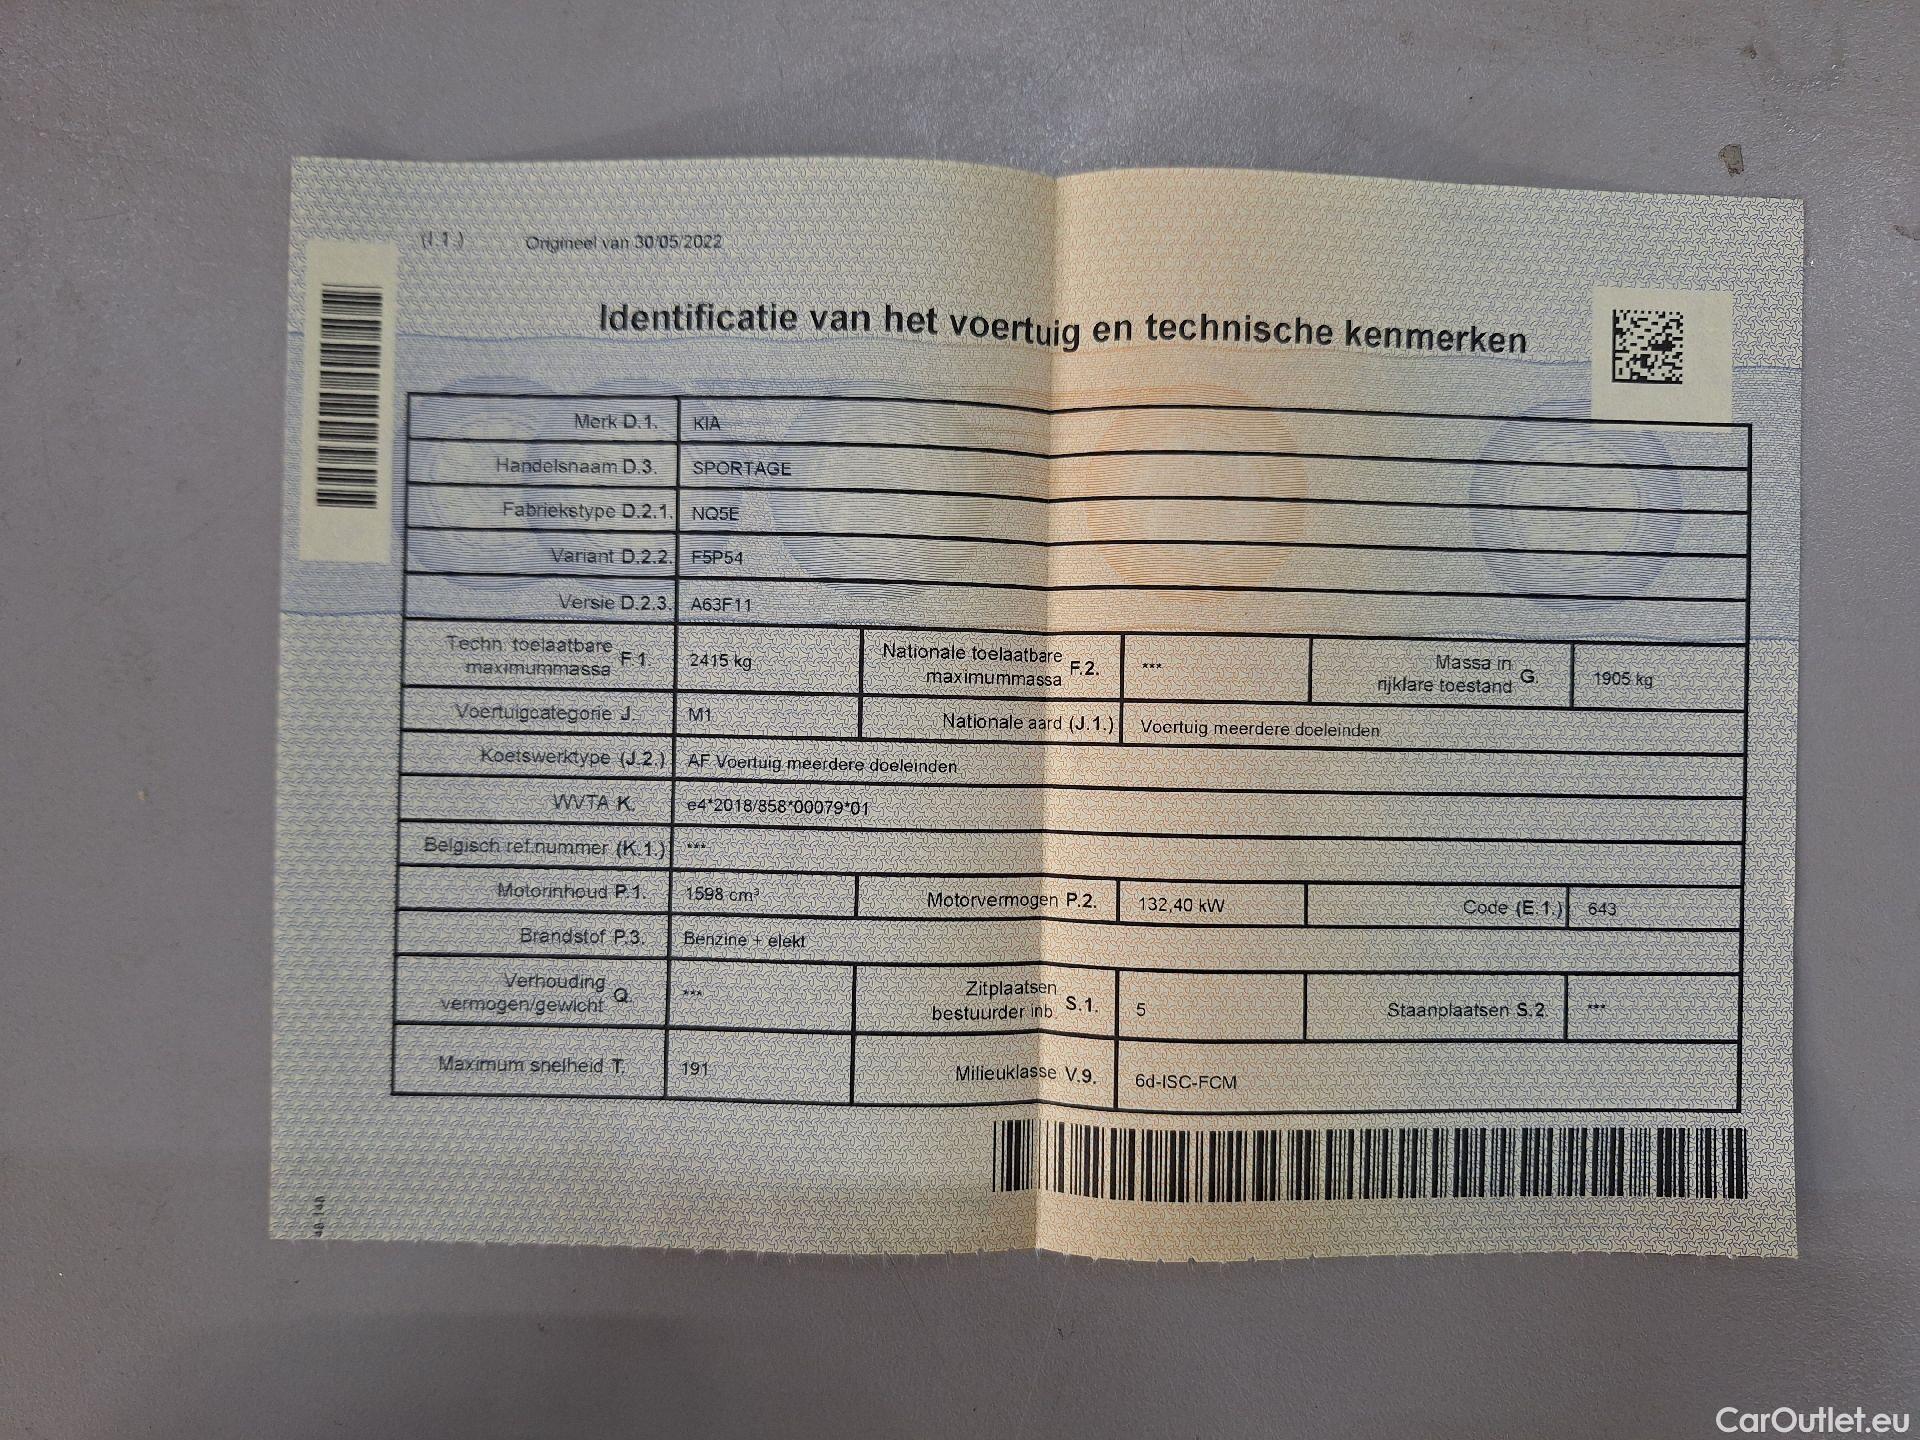 (J.1.) Origineel van 30/05/2022
Identificatie van het voertuig en technische kenmerken
Merk D.1. KIA
Handelsnaam D.3. SPORTAGE
Fabriekstype D.2.1. NQ5E
Variant D.2.2. F5P54
Versie D.2.3. A63F11
Techn. toelaatbare maximummassa F.1. 2415 kg Nationale toelaatbare maximummassa F.2. *** Massa in rijklare toestand G. 1905 kg
Voertuigcategorie J. M1 Nationale aard (J.1.) Voertuig meerdere doeleinden
Koetswerktype (J.2.) AF Voertuig meerdere doeleinden
WVTA K. e4*2018/858*00079*01
Belgisch ref.nummer (K.1.) ***
Motorinhoud P.1. 1598 cm³ Motorvermogen P.2. 132,40 kW Code (E.1.) 643
Brandstof P.3. Benzine + elekt
Verhouding vermogen/gewicht Q. *** Zitplaatsen bestuurder inb. S.1. 5 Staanplaatsen S.2. ***
Maximum snelheid T. 191 Milieuklasse V.9. 6d-ISC-FCM
CarOutlet.eu